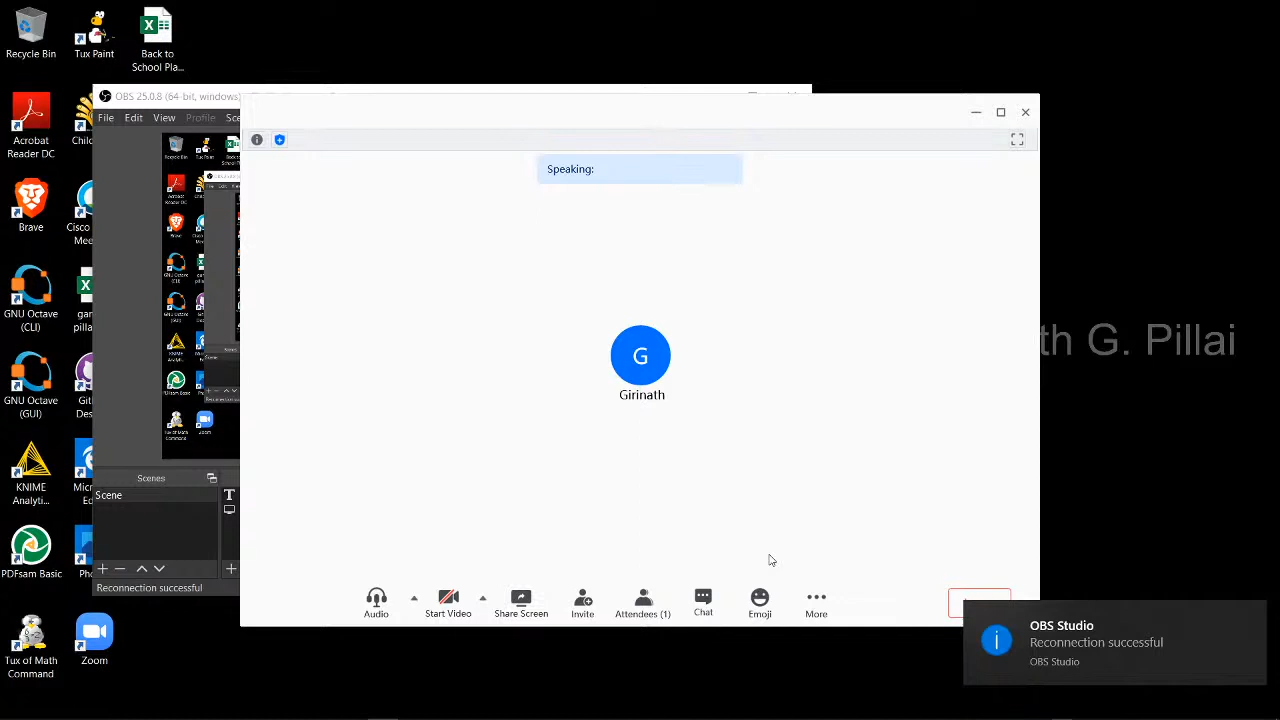 Recycle Bin
Tux Paint
Back to
School Pla...
Acrobat
Reader DC
Brave
GNU Octave
(CLI)
GNU Octave
(GUI)
KNIME
Analyti...
PDFsam Basic
Tux of Math
Command
Zoom
OBS 25.0.8 (64-bit, windows)
File
Edit
View
Profile
Scenes
Scene
Reconnection successful
Speaking:
G
Girinath
Audio
Start Video
Share Screen
Invite
Attendees (1)
Chat
Emoji
More
th G. Pillai
OBS Studio
Reconnection successful
OBS Studio